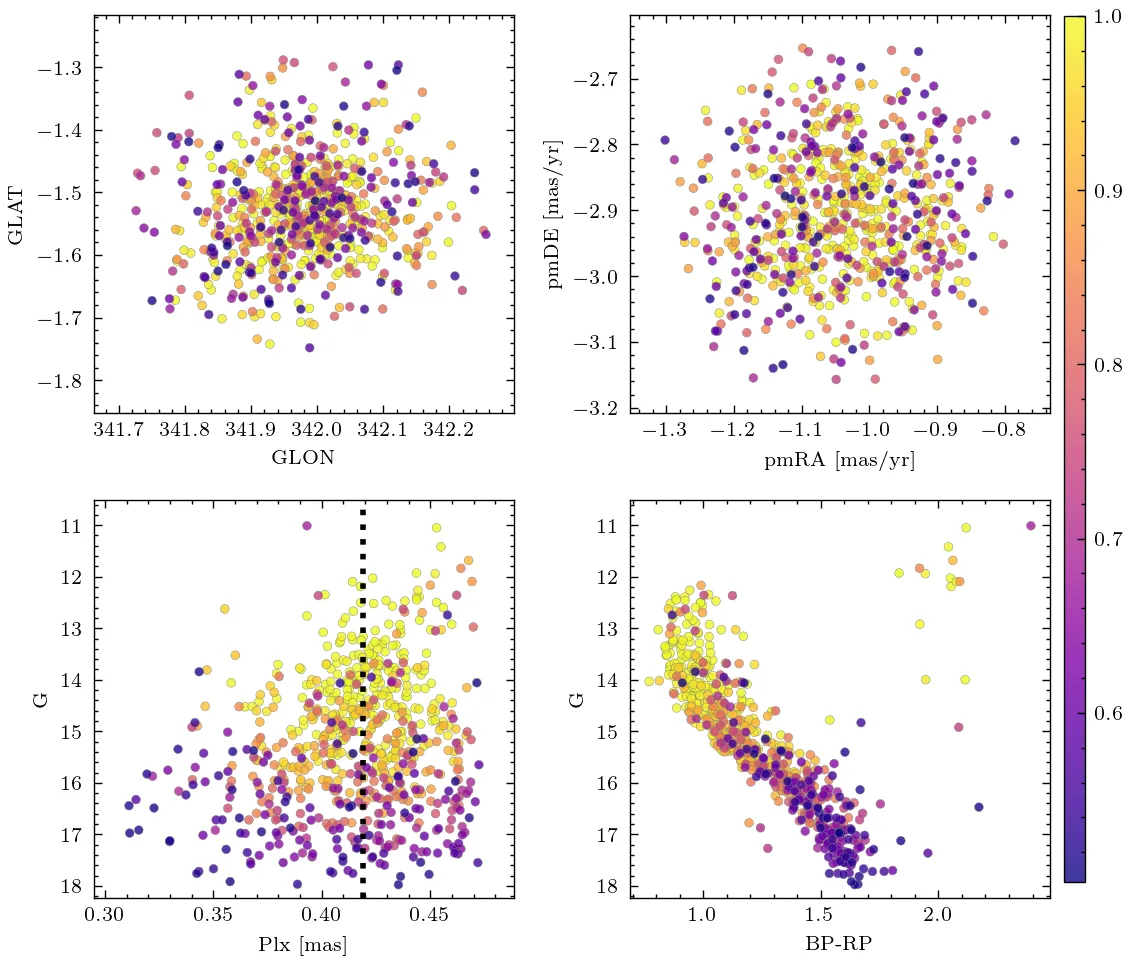 −1.3
−1.4
−1.5
−1.6
−1.7
−1.8
GLAT
341.7 341.8 341.9 342.0 342.1 342.2
GLON
−2.7
−2.8
−2.9
−3.0
−3.1
−3.2
pmDE [mas/yr]
−1.3 −1.2 −1.1 −1.0 −0.9 −0.8
pmRA [mas/yr]
1.0
0.9
0.8
0.7
0.6
11
12
13
14
15
16
17
18
G
0.30 0.35 0.40 0.45
Plx [mas]
11
12
13
14
15
16
17
18
G
1.0 1.5 2.0
BP-RP